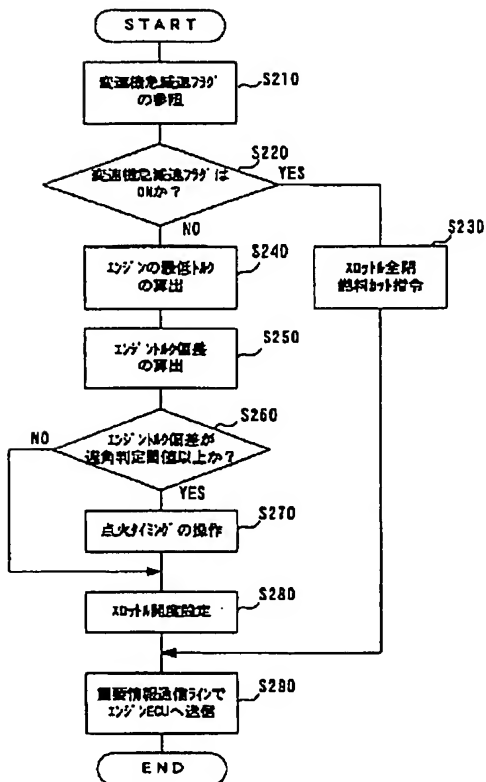 START
変速機急減速フラグ
の参照
S210
変速機急減速フラグは
ONか？
S220
YES
NO
スロットル全閉
燃料カット指令
S230
エンジンの最低トルク
の算出
S240
エンジントルク偏差
の算出
S250
エンジントルク偏差が
遅角判定閾値以上か？
S260
NO
YES
点火タイミングの操作
S270
スロットル開度設定
S280
重要情報送信ラインで
エンジンECUへ送信
S290
END